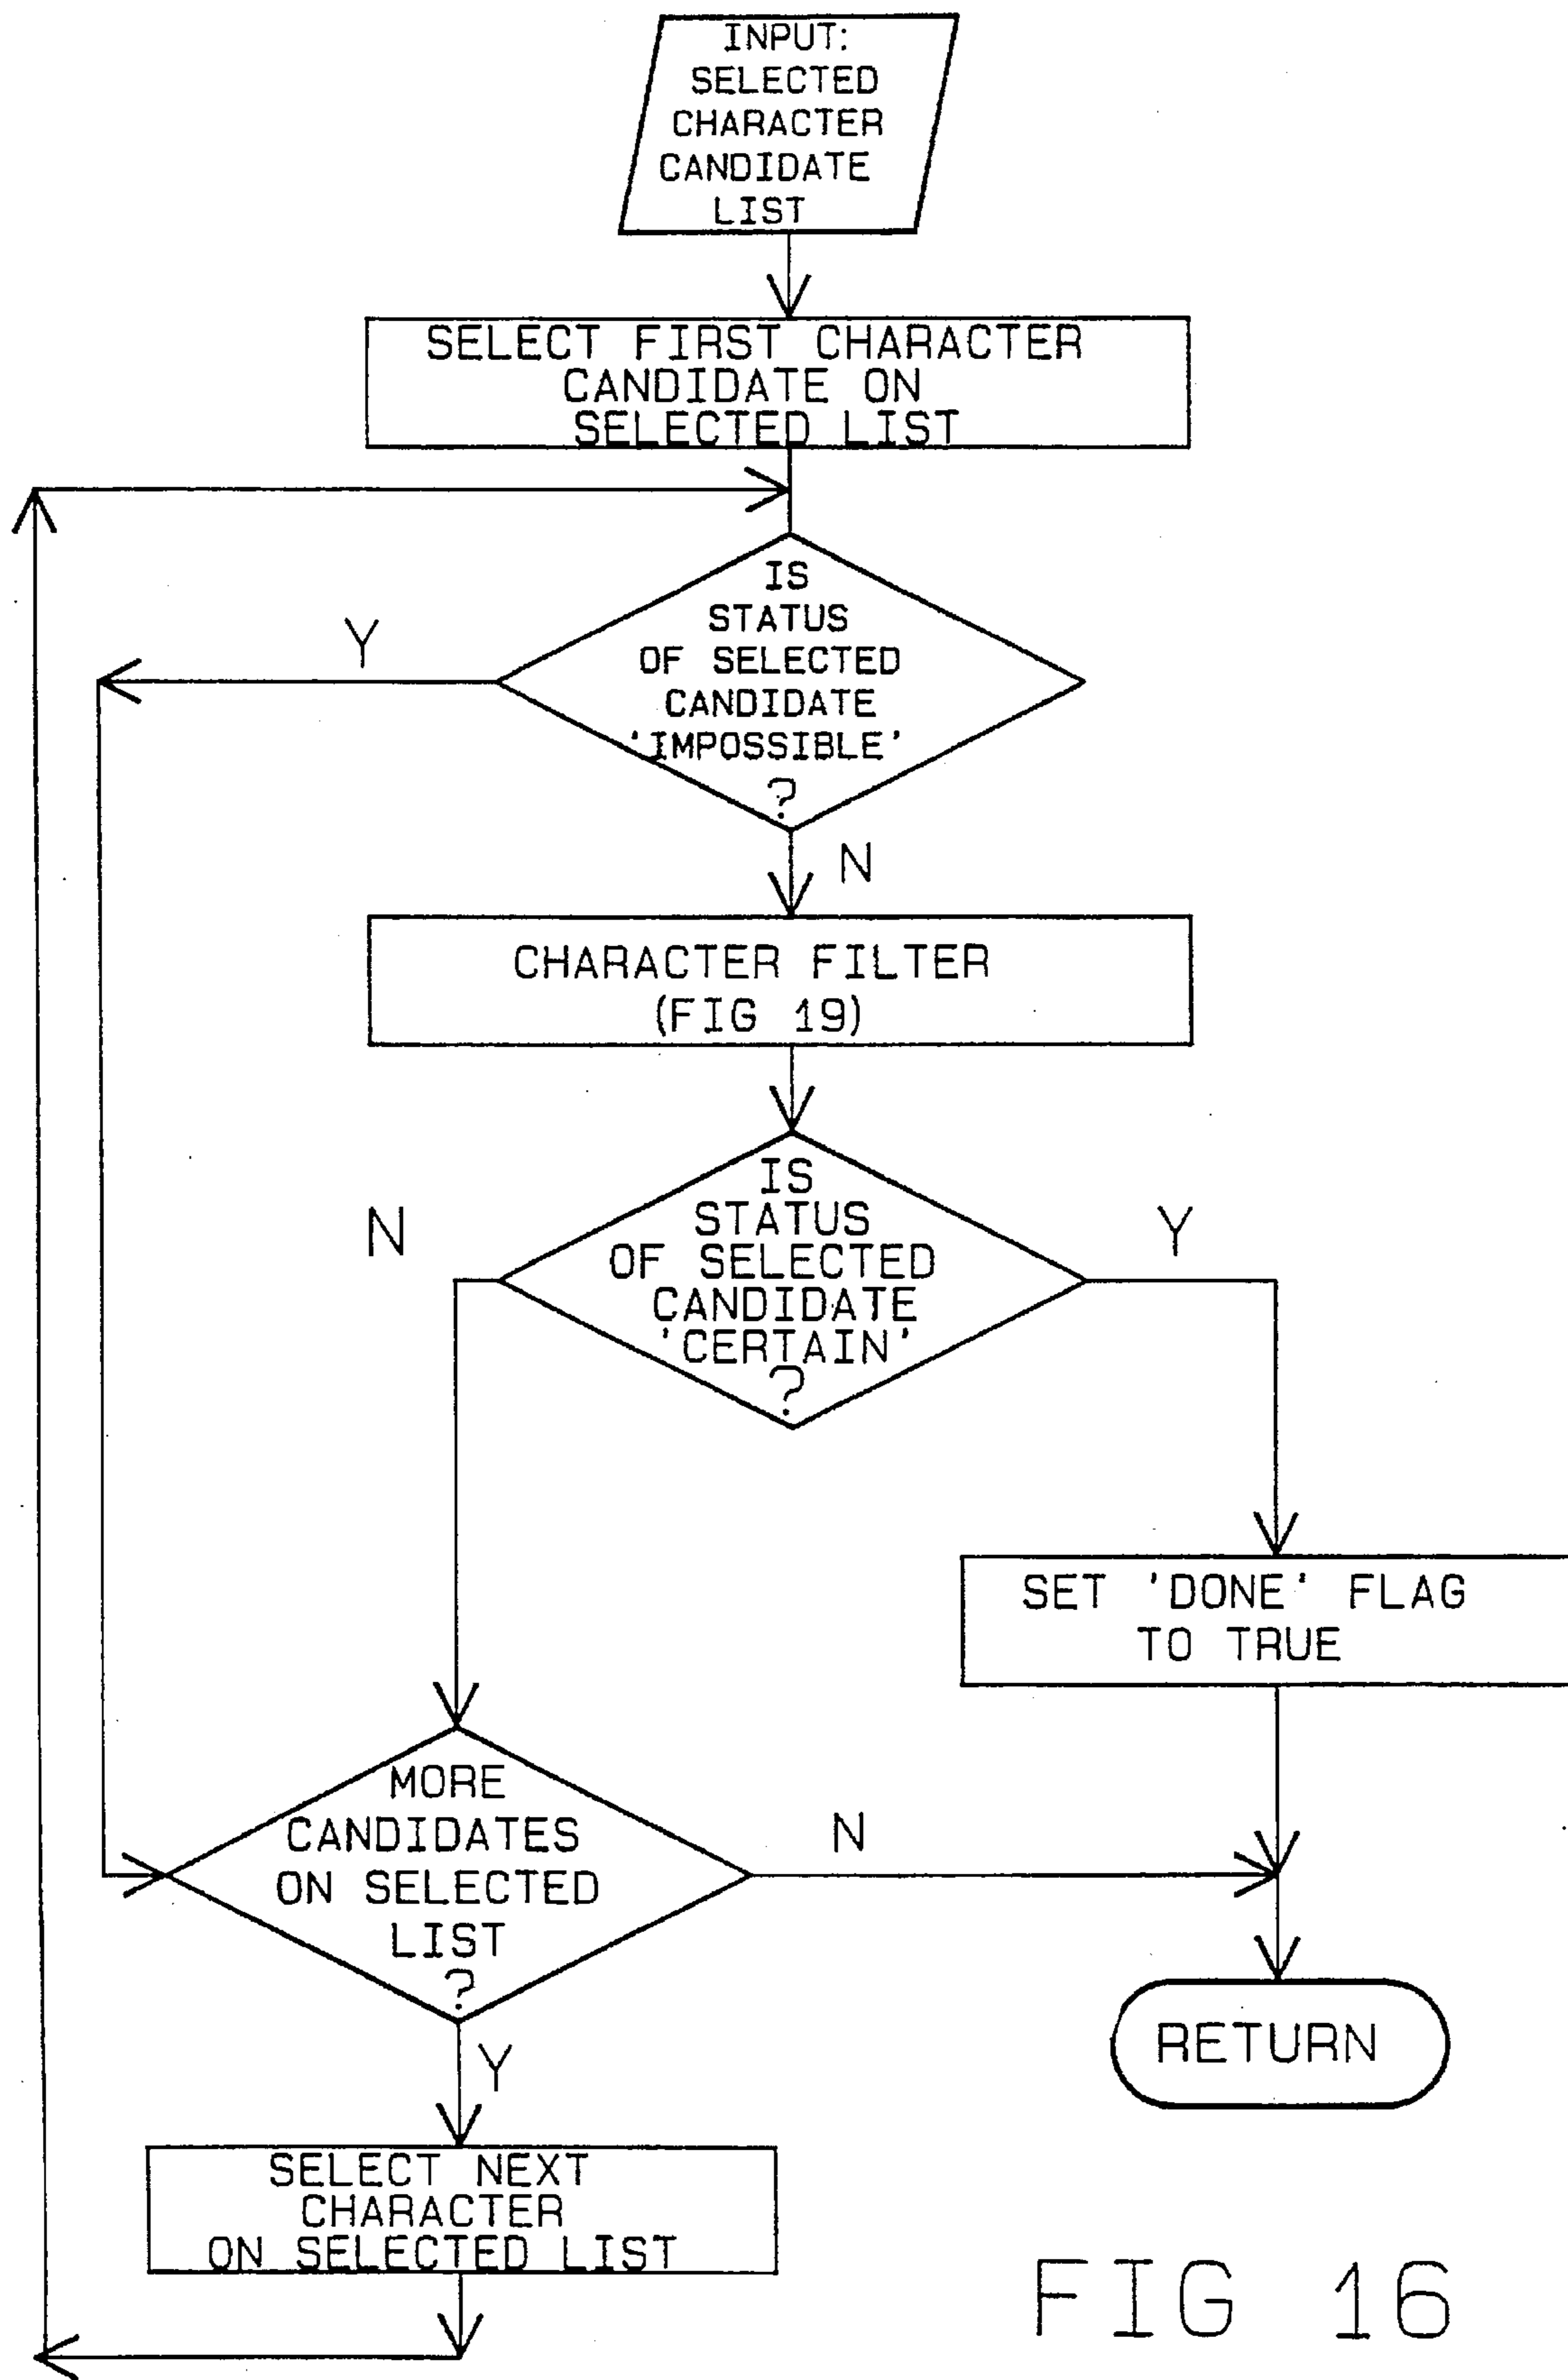 INPUT:
SELECTED
CHARACTER
CANDIDATE
LIST
SELECT FIRST CHARACTER
CANDIDATE ON
SELECTED LIST
IS
STATUS
OF SELECTED
CANDIDATE
'IMPOSSIBLE'
?
Y
N
CHARACTER FILTER
(FIG 19)
IS
STATUS
OF SELECTED
CANDIDATE
'CERTAIN'
?
N
Y
SET 'DONE' FLAG
TO TRUE
MORE
CANDIDATES
ON SELECTED
LIST
?
N
Y
RETURN
SELECT NEXT
CHARACTER
ON SELECTED LIST
FIG 16